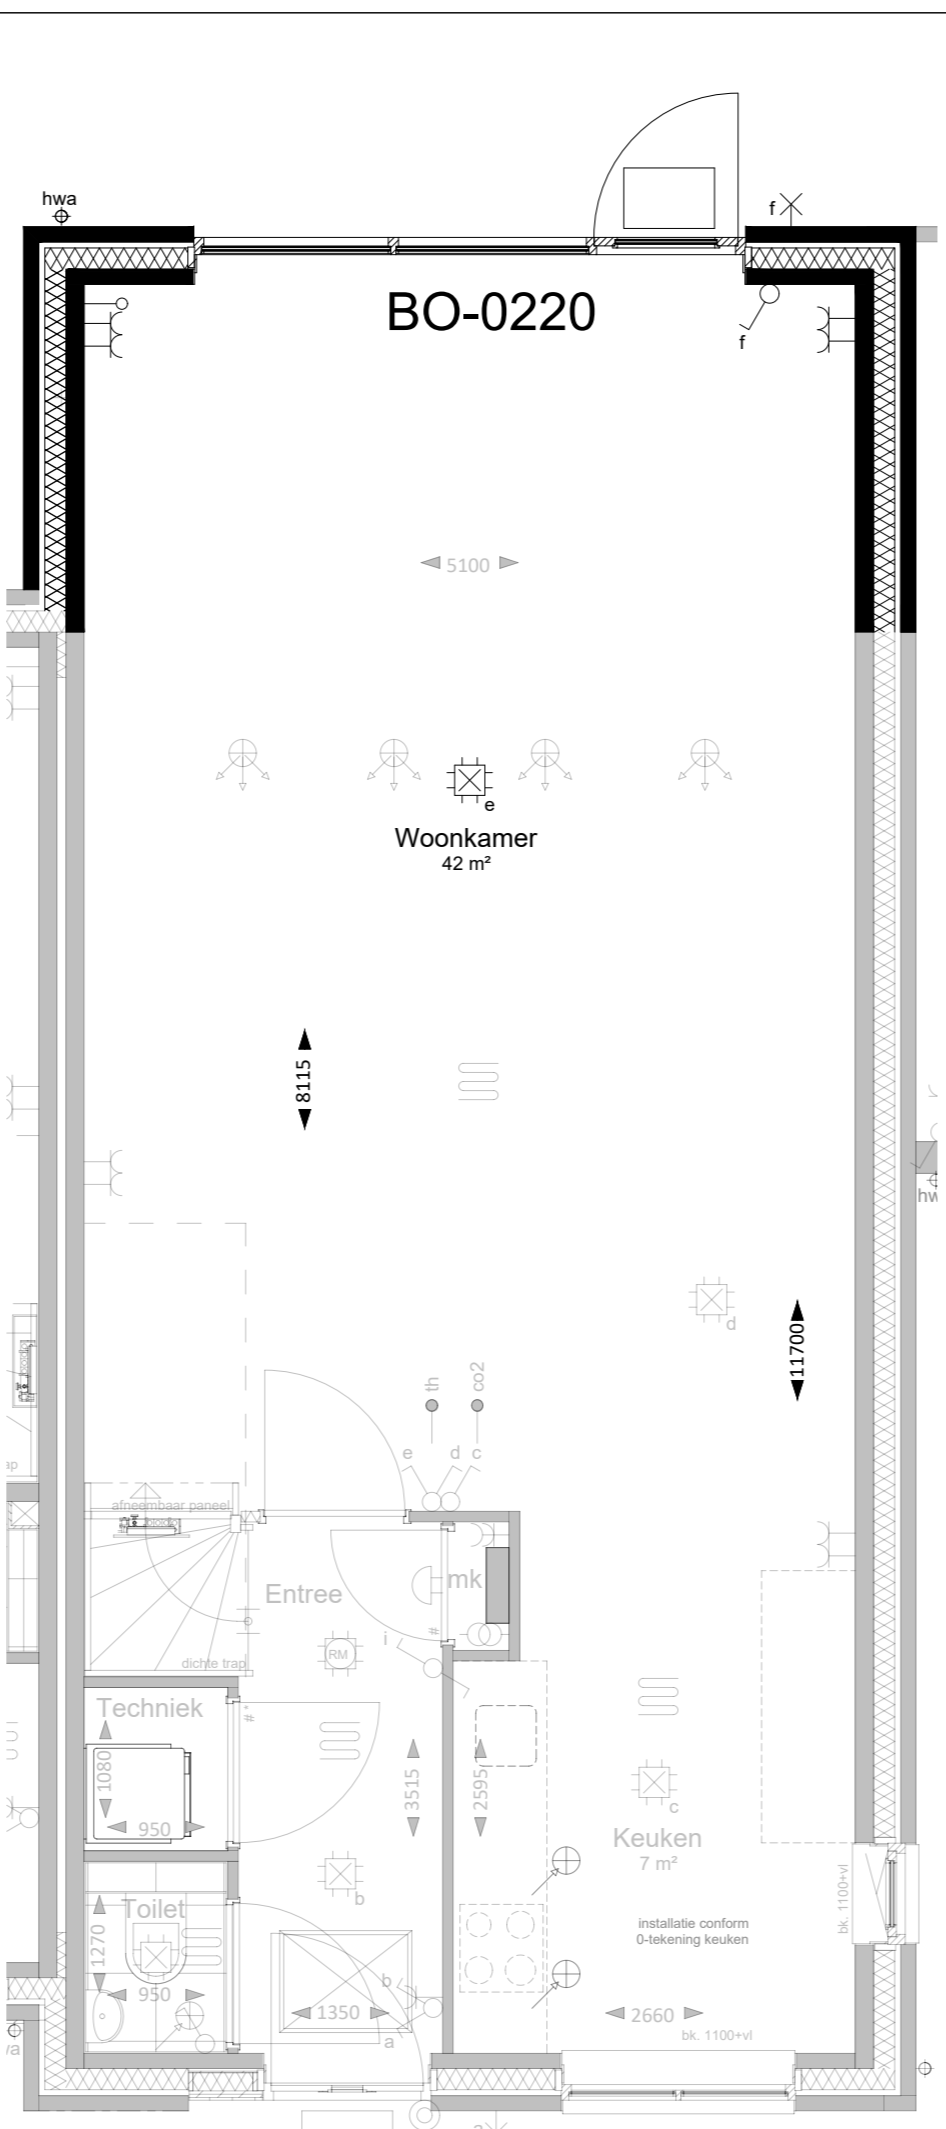 hwa
f
BO-0220
f
5100
e
Woonkamer
42 m²
8115
d
11700
th
co2
e
d
c
afneembaar paneel
Entree
mk
#
i
RM
dichte trap
Techniek
# *
1080
950
3515
2595
c
Keuken
7 m²
b
Toilet
1270
950
installatie conform
0-tekening keuken
bk. 1100+vl
b
1350
a
2660
bk. 1100+vl